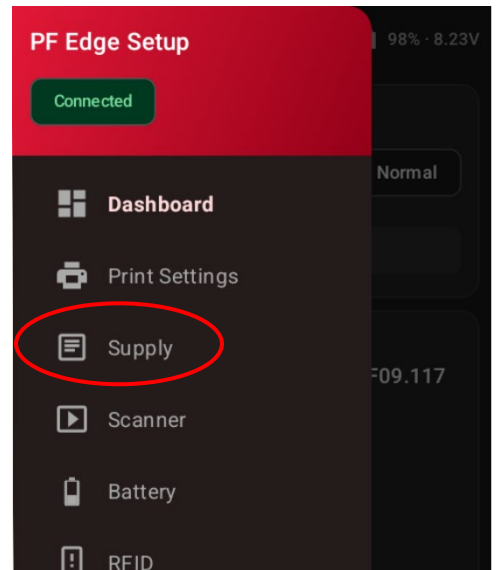 PF Edge Setup
98% · 8.23V
Connected
Normal
Dashboard
Print Settings
Supply
F09.117
Scanner
Battery
RFID